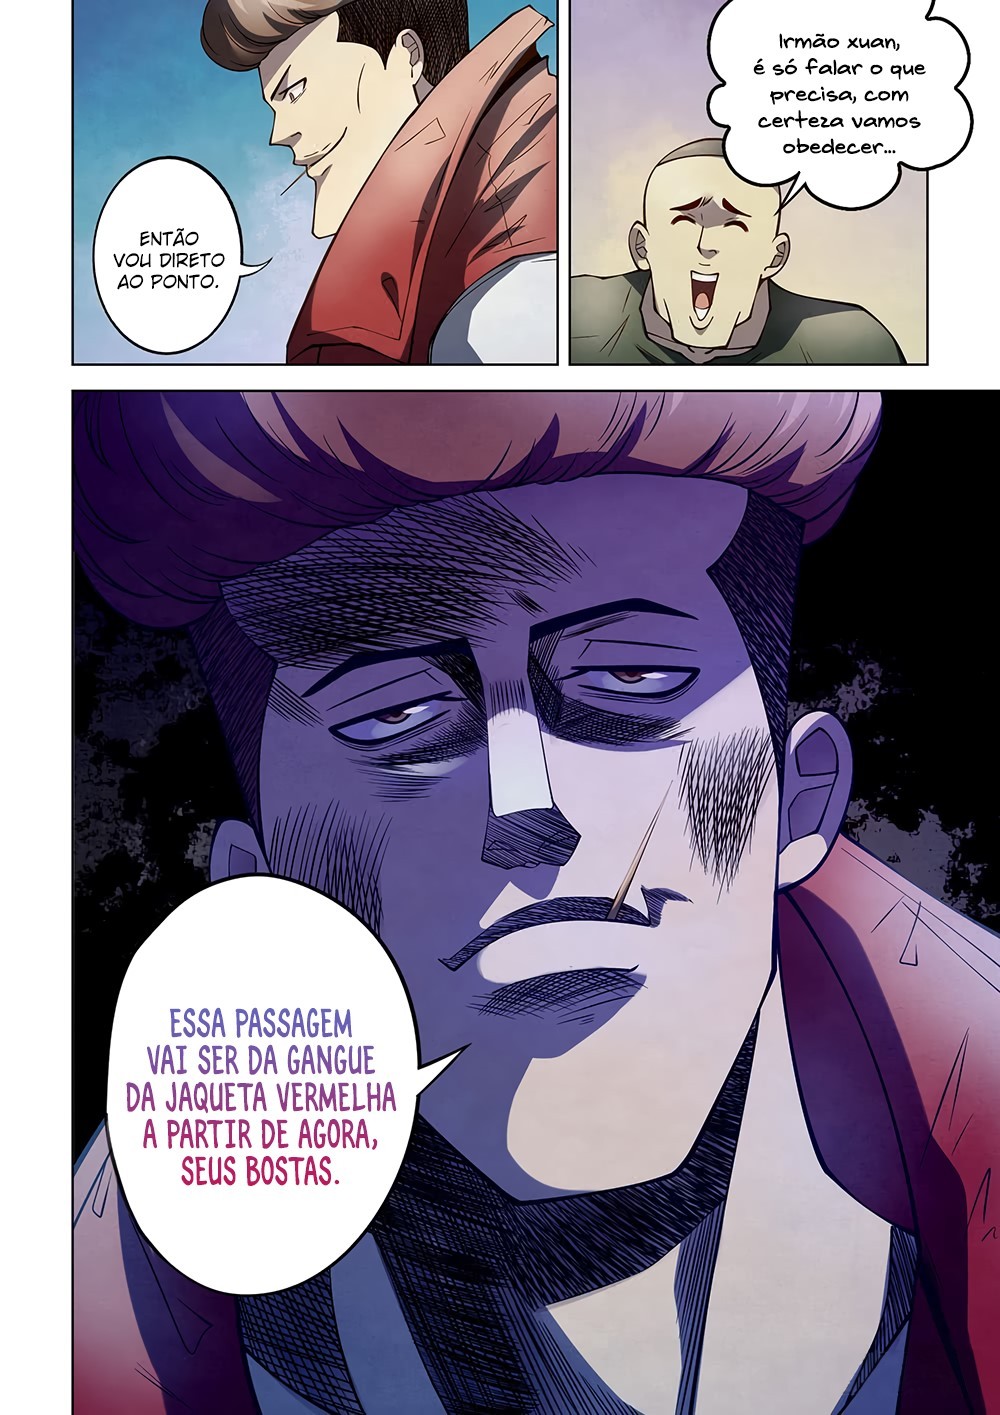 Irmão xuan,
é só falar o que
precisa, com
certeza vamos
obedecer...
ENTÃO
VOU DIRETO
AO PONTO.
ESSA PASSAGEM
VAI SER DA GANGUE
DA JAQUETA VERMELHA
A PARTIR DE AGORA,
SEUS BOSTAS.